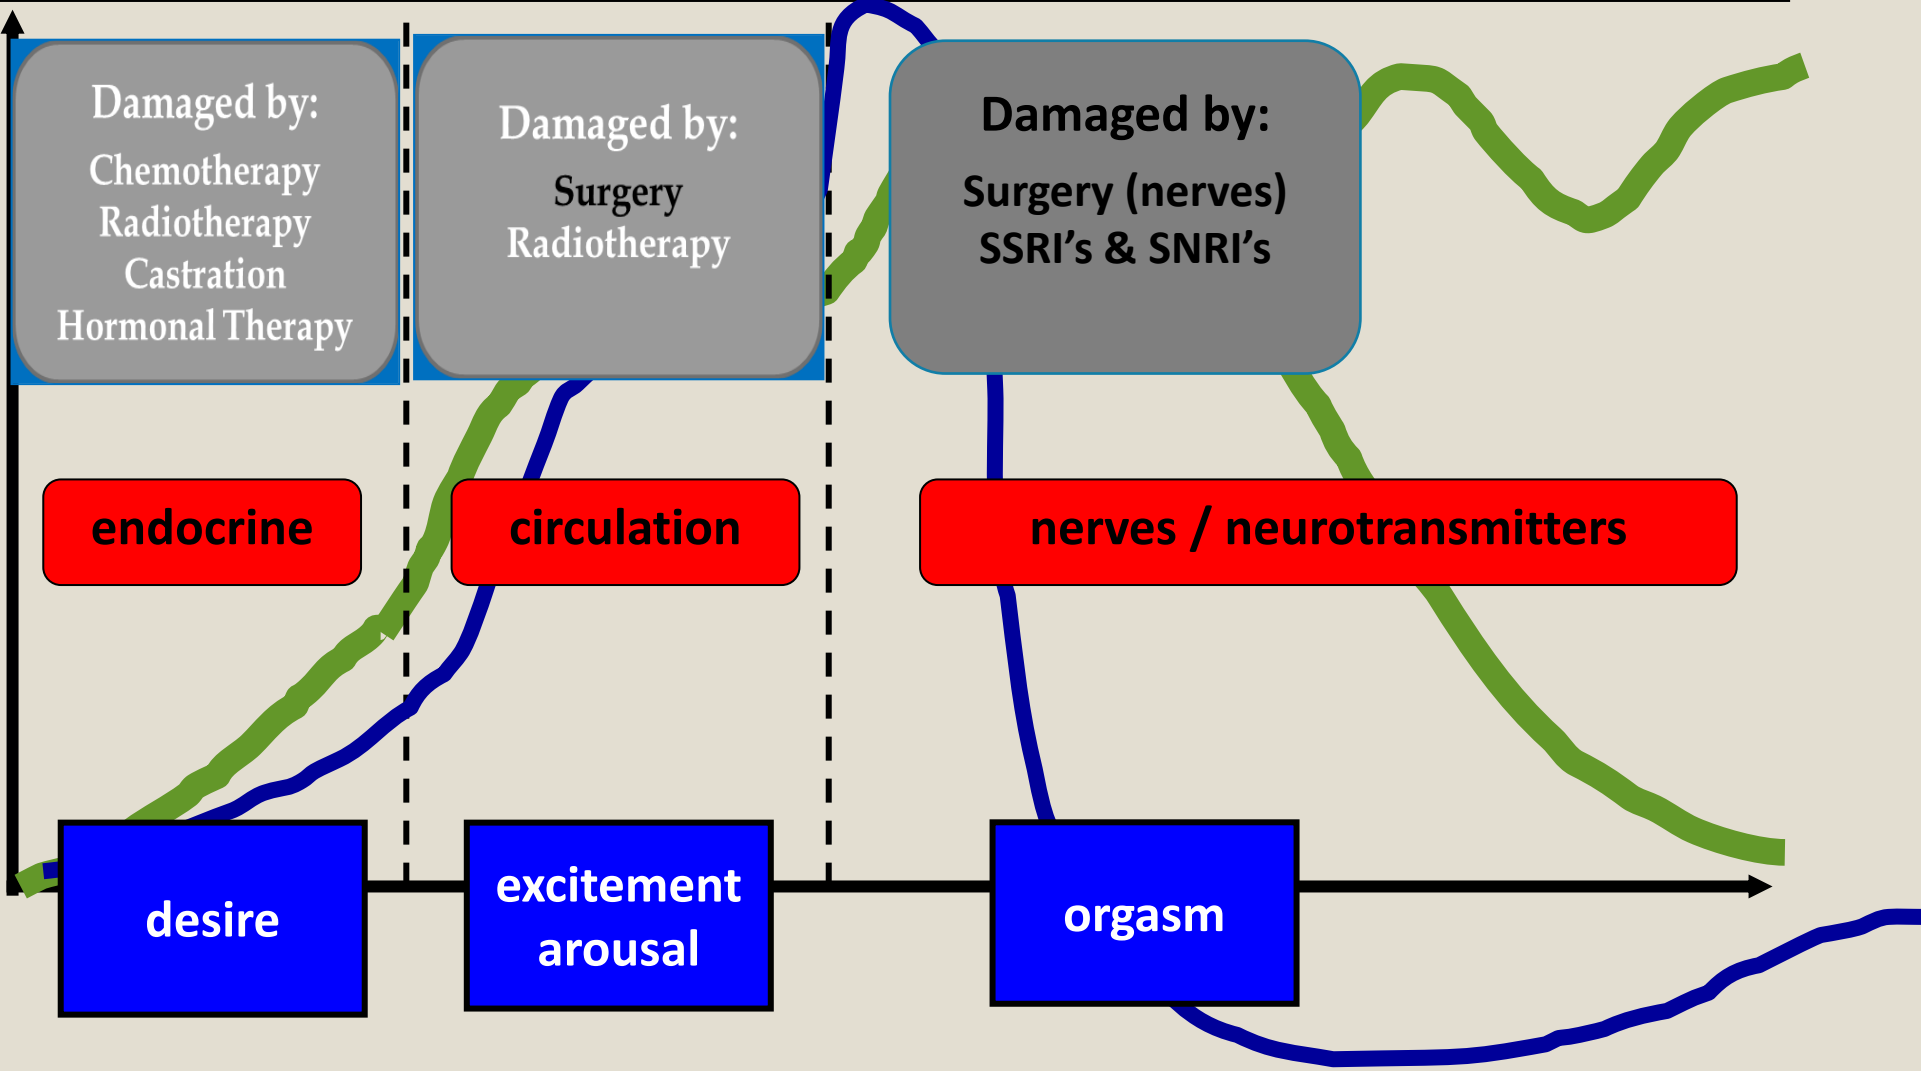 Damaged by:
Chemotherapy
Radiotherapy
Castration
Hormonal Therapy
Damaged by:
Surgery
Radiotherapy
Damaged by:
Surgery (nerves)
SSRI’s & SNRI’s
endocrine
circulation
nerves / neurotransmitters
desire
excitement
arousal
orgasm